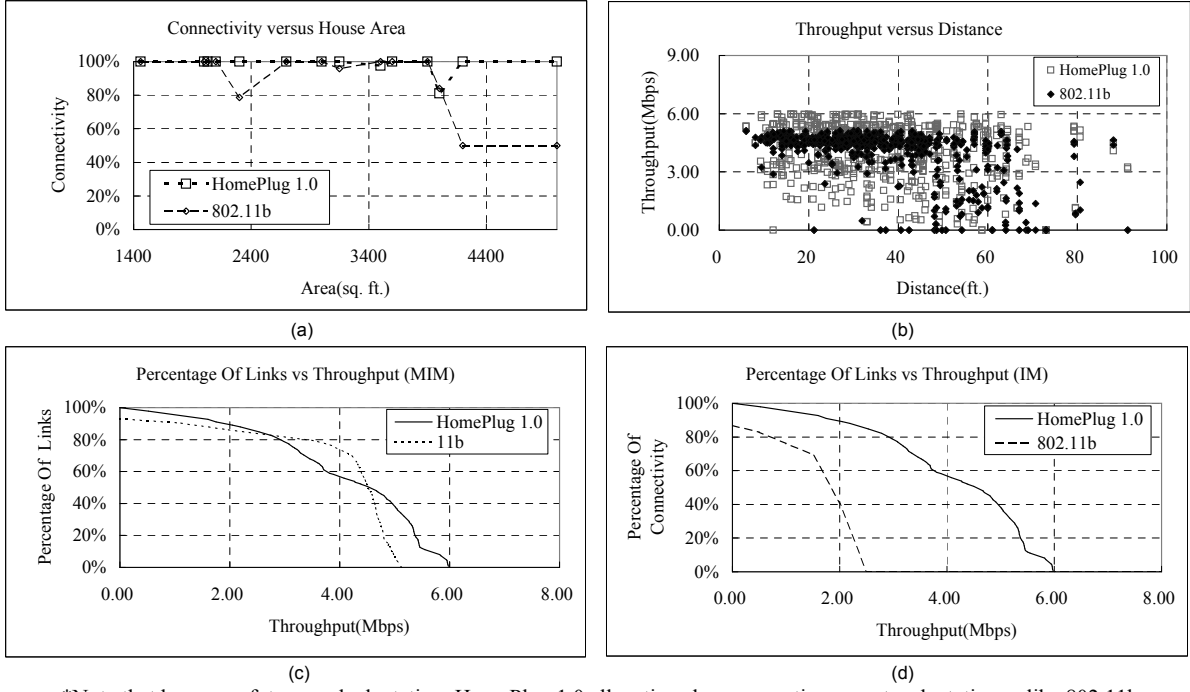 Connectivity versus House Area
100%
80%
60%
40%
20%
0%
Connectivity
HomePlug 1.0
802.11b
1400 2400 3400 4400
Area(sq. ft.)
(a)
Throughput versus Distance
9.00
6.00
3.00
0.00
Throughput(Mbps)
HomePlug 1.0
802.11b
0 20 40 60 80 100
Distance(ft.)
(b)
Percentage Of Links vs Throughput (MIM)
100%
80%
60%
40%
20%
0%
Percentage Of Links
HomePlug 1.0
11b
0.00 2.00 4.00 6.00 8.00
Throughput(Mbps)
(c)
Percentage Of Links vs Throughput (IM)
100%
80%
60%
40%
20%
0%
Percentage Of
Connectivity
HomePlug 1.0
802.11b
0.00 2.00 4.00 6.00 8.00
Throughput(Mbps)
(d)